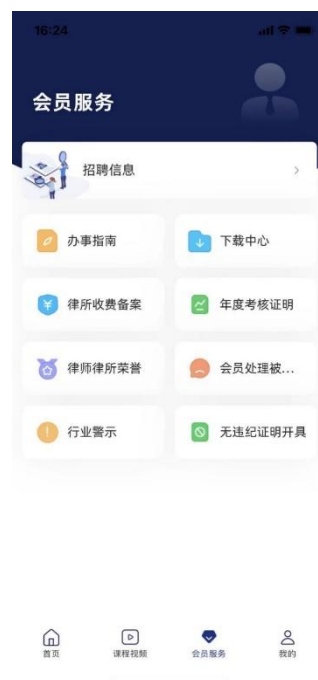 16:24
会员服务
招聘信息
办事指南
下载中心
律所收费备案
年度考核证明
律师律所荣誉
会员处理被...
行业警示
无违纪证明开具
首页
课程视频
会员服务
我的